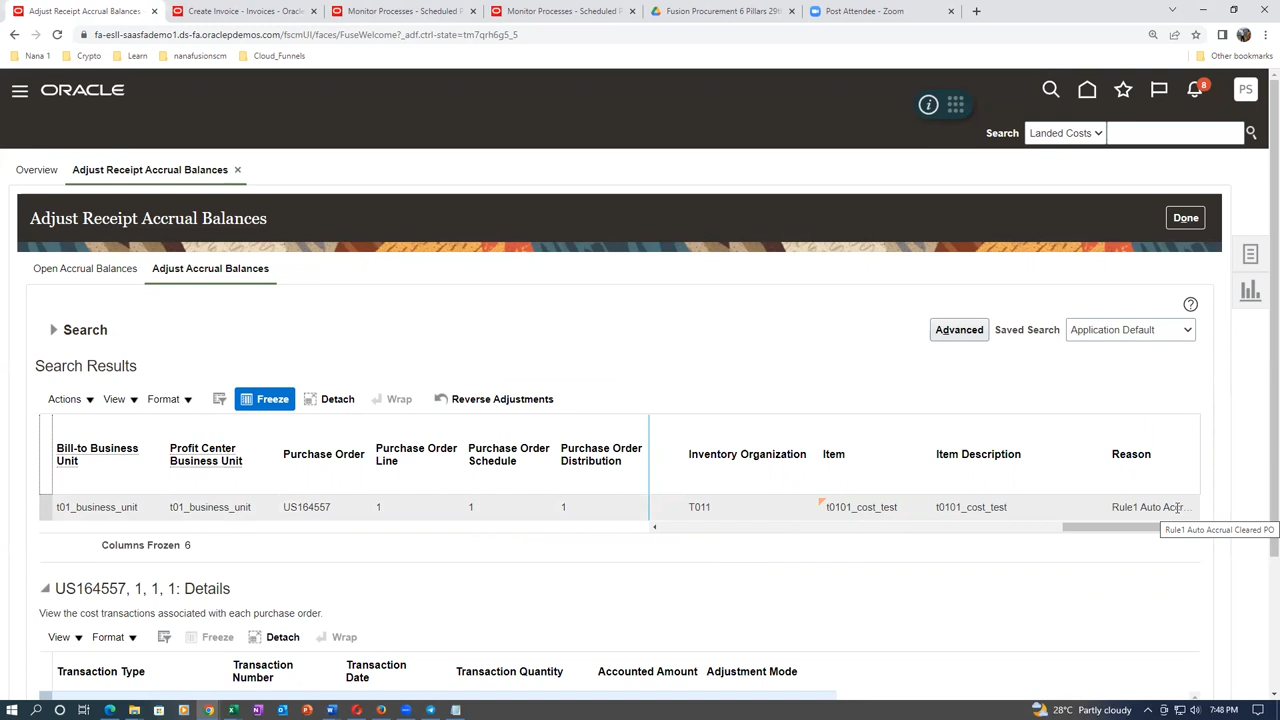 Adjust Receipt Accrual Balances
Create Invoice - Invoices - Oracle
Monitor Processes - Scheduled P
Monitor Processes - Scheduled P
Fusion Procurement 6 Pillars 29th
Post Attendee - Zoom
fa-esll-saasfademo1.ds-fa.oraclepdemos.com/fscmUI/faces/FuseWelcome?_adf.ctrl-state=tm7qrh6g5_5
Nana 1
Crypto
Learn
nanafusionscm
Cloud_Funnels
Other bookmarks
ORACLE
8
PS
Search
Landed Costs
Overview
Adjust Receipt Accrual Balances
Adjust Receipt Accrual Balances
Done
Open Accrual Balances
Adjust Accrual Balances
Search
Advanced
Saved Search
Application Default
Search Results
Actions
View
Format
Freeze
Detach
Wrap
Reverse Adjustments
Bill-to Business Unit
Profit Center Business Unit
Purchase Order
Purchase Order Line
Purchase Order Schedule
Purchase Order Distribution
Inventory Organization
Item
Item Description
Reason
t01_business_unit
t01_business_unit
US164557
1
1
1
T011
t0101_cost_test
t0101_cost_test
Rule1 Auto Accr...
Rule1 Auto Accrual Cleared PO
Columns Frozen 6
US164557, 1, 1, 1: Details
View the cost transactions associated with each purchase order.
View
Format
Freeze
Detach
Wrap
Transaction Type
Transaction Number
Transaction Date
Transaction Quantity
Accounted Amount
Adjustment Mode
28°C Partly cloudy
7:48 PM